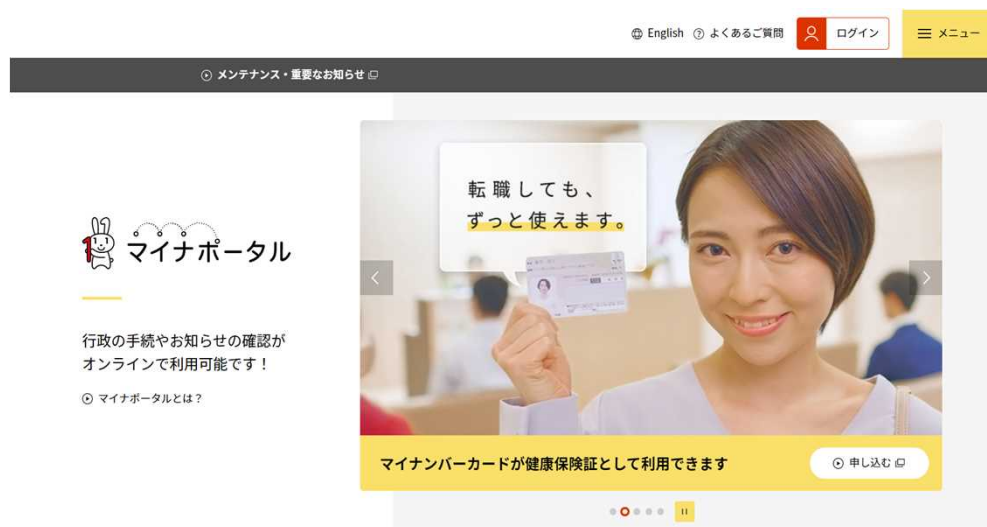 English
よくあるご質問
ログイン
メニュー
メンテナンス・重要なお知らせ
転職しても、
ずっと使えます。
マイナポータル
行政の手続やお知らせの確認が
オンラインで利用可能です！
マイナポータルとは？
マイナンバーカードが健康保険証として利用できます
申し込む